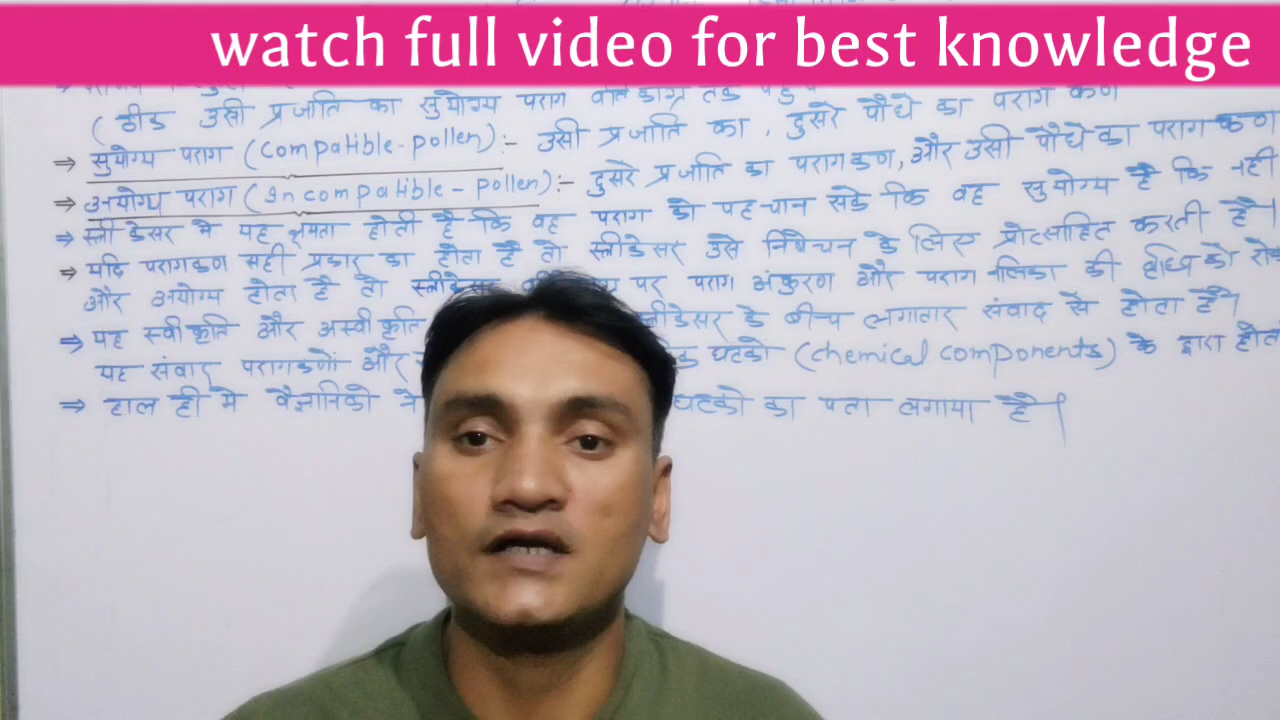 watch full video for best knowledge
( ठीक उसी प्रजाति का सुयोग्य पराग वर्तिकाग्र तक
⇒ सुयोग्य पराग (compatible-pollen) :- उसी प्रजाति का, दुसरे पौधे का पराग कण
⇒ अयोग्य पराग (Incompatible-pollen) :- दुसरे प्रजाति का परागकण, और उसी पौधे का पराग कण
⇒ स्त्रीकेसर मे यह क्षमता होती है कि वह पराग को पहचान सके कि वह सुयोग्य है कि नही
⇒ यदि परागकण सही प्रकार का होता है तो स्त्रीकेसर उसे निषेचन के लिए प्रोत्साहित करती है।
और अयोग्य होता है तो पर पराग अंकुरण और पराग नलिका की
⇒ यह स्वीकृति और अस्वीकृति स्त्रीकेसर के बीच लगातार संवाद से होता है।
यह संवाद परागकणों और घटको (chemical components) के द्वारा
⇒ हाल ही मे वैज्ञानिको ने घटको का पता लगाया है।